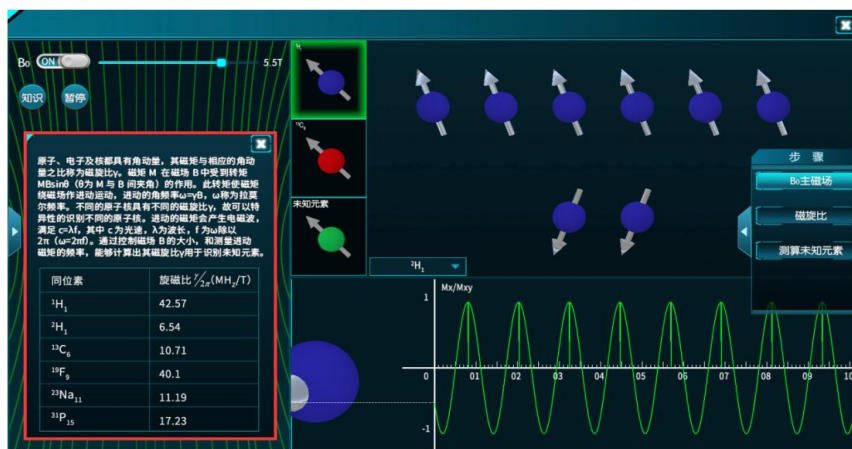 B₀ ON 5.5T
知识 暂停
原子、电子及核都具有角动量，其磁矩与相应的角动
量之比称为磁旋比γ。磁矩 M 在磁场 B 中受到转矩
MBsinθ（θ为 M 与 B 间夹角）的作用。此转矩使磁矩
绕磁场作进动运动，进动的角频率ω=γB，ω称为拉莫
尔频率。不同的原子核具有不同的磁旋比γ，故可以特
异性的识别不同的原子核。进动的磁矩会产生电磁波，
满足 c=λf，其中 c 为光速，λ为波长，f 为ω除以
2π（ω=2πf）。通过控制磁场 B 的大小，和测量进动
磁矩的频率，能够计算出其磁旋比γ用于识别未知元素。
同位素 旋磁比 γ/2π(MHz/T)
¹H₁ 42.57
²H₁ 6.54
¹³C₆ 10.71
¹⁹F₉ 40.1
²³Na₁₁ 11.19
³¹P₁₅ 17.23
¹³C₆
未知元素
²H₁
步 骤
B₀主磁场
磁旋比
测算未知元素
Mx/Mxy
1
0 01 02 03 04 05 06 07 08 09 10
-1